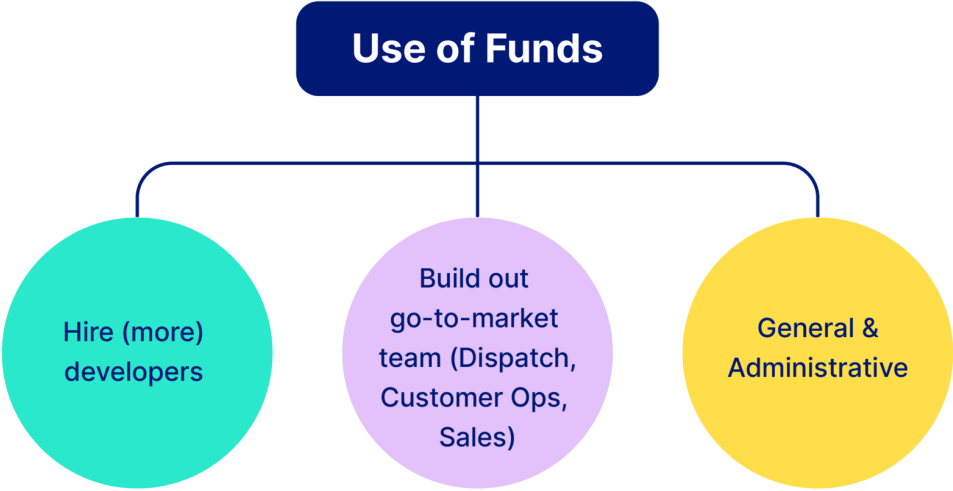 Use of Funds
Hire (more)
developers
Build out
go-to-market
team (Dispatch,
Customer Ops,
Sales)
General &
Administrative